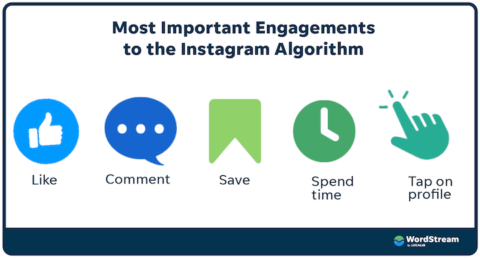 Most Important Engagements
to the Instagram Algorithm
Like
Comment
Save
Spend
time
Tap on
profile
WordStream
by LOCALiQ